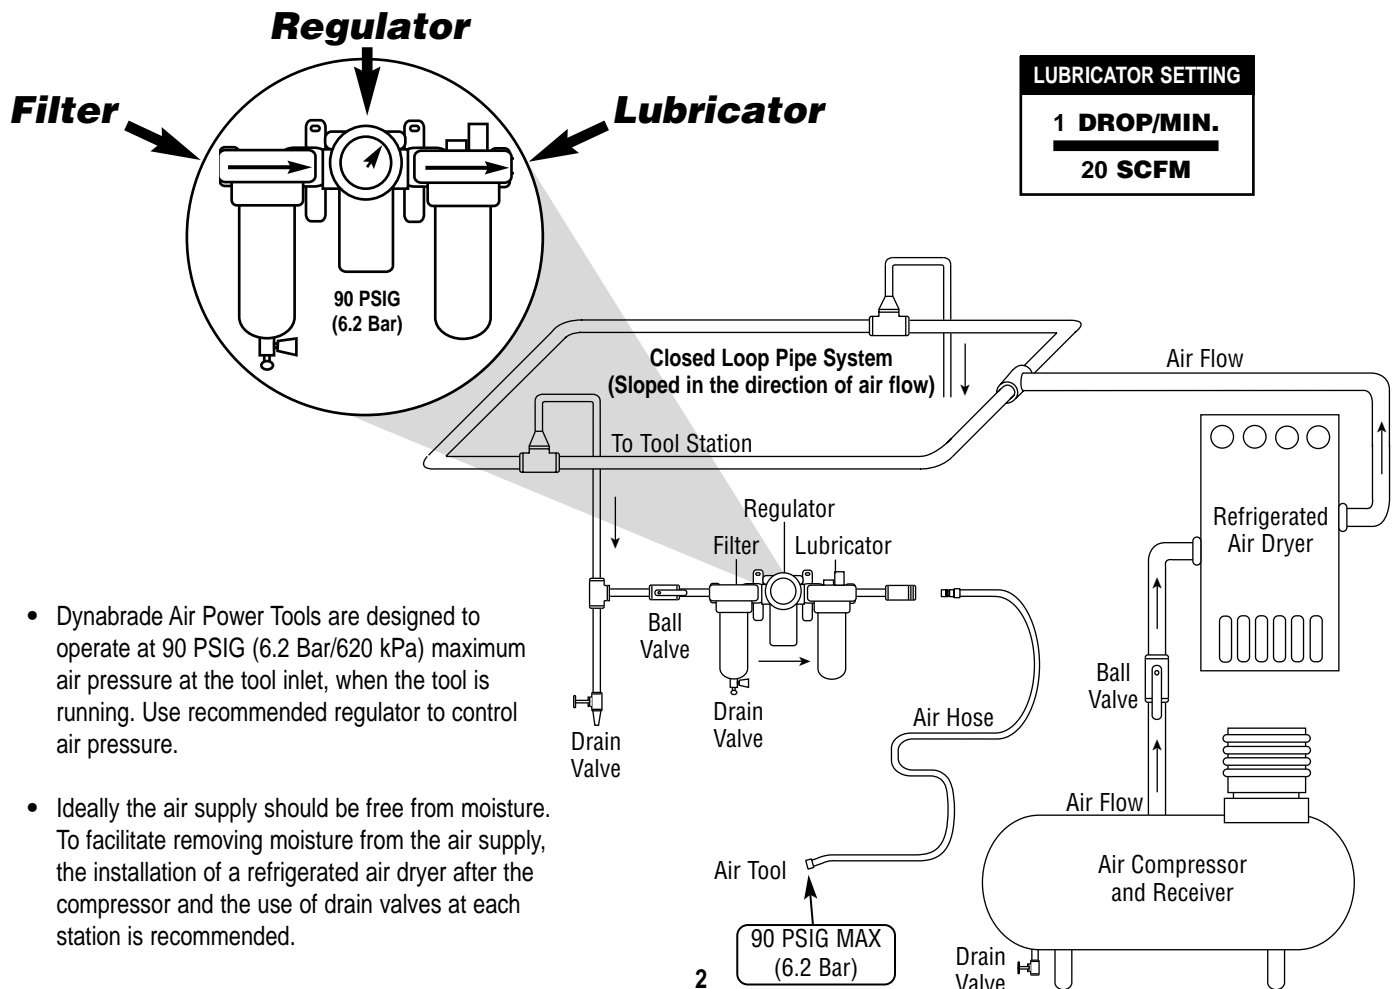 Regulator
Filter
Lubricator
LUBRICATOR SETTING
1 DROP/MIN.
20 SCFM
90 PSIG
(6.2 Bar)
Closed Loop Pipe System
(Sloped in the direction of air flow)
Air Flow
To Tool Station
Refrigerated
Air Dryer
Regulator
Filter
Lubricator
Ball
Valve
Drain
Valve
Drain
Valve
Air Hose
Ball
Valve
Air Flow
Air Compressor
and Receiver
Air Tool
90 PSIG MAX
(6.2 Bar)
Drain
Valve
• Dynabrade Air Power Tools are designed to
operate at 90 PSIG (6.2 Bar/620 kPa) maximum
air pressure at the tool inlet, when the tool is
running. Use recommended regulator to control
air pressure.
• Ideally the air supply should be free from moisture.
To facilitate removing moisture from the air supply,
the installation of a refrigerated air dryer after the
compressor and the use of drain valves at each
station is recommended.
2